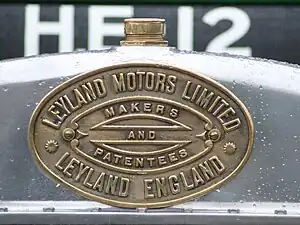 HE 12
LEYLAND MOTORS LIMITED
MAKERS
AND
PATENTEES
LEYLAND ENGLAND